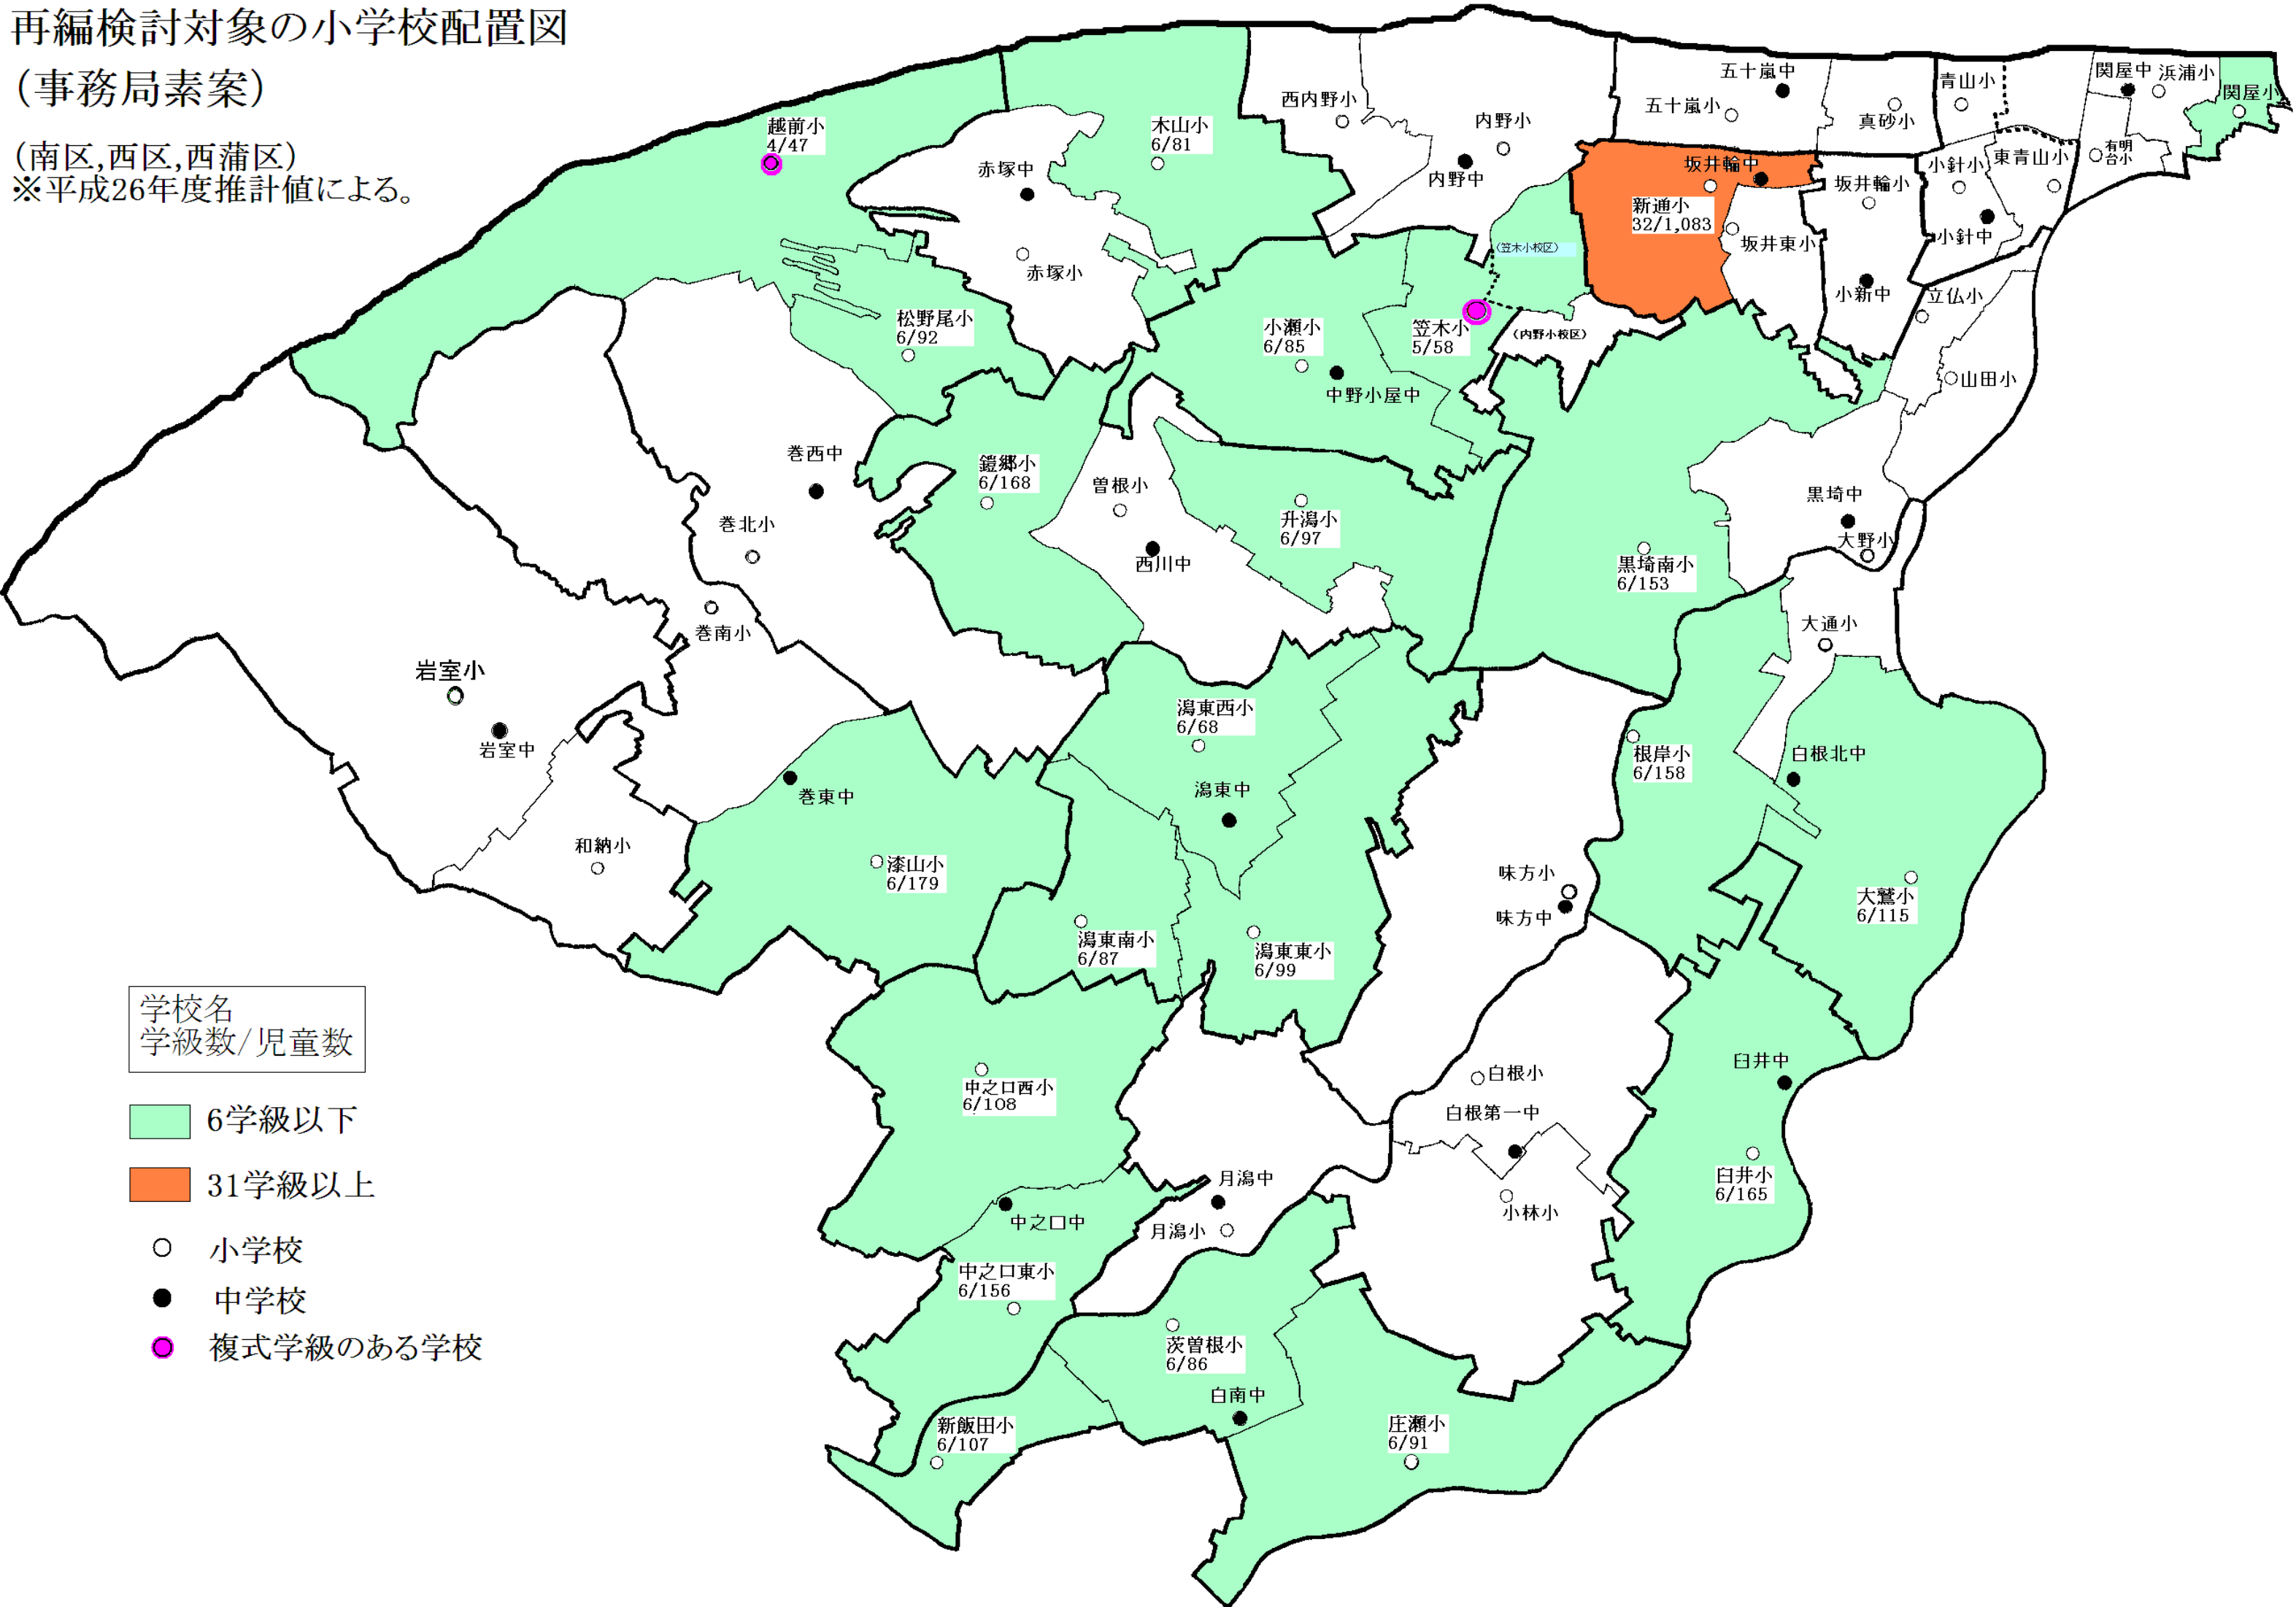 再編検討対象の小学校配置図
（事務局素案）
（南区,西区,西蒲区）
※平成26年度推計値による。
越前小
4/47
木山小
6/81
西内野小
内野小
内野中
五十嵐中
五十嵐小
真砂小
青山小
関屋中
浜浦小
関屋小
有明
台小
赤塚中
赤塚小
坂井輪中
新通小
32/1,083
坂井東小
坂井輪小
小針小
東青山小
小針中
小新中
立仏小
山田小
（笠木小校区）
（内野小校区）
松野尾小
6/92
小瀬小
6/85
中野小屋中
笠木小
5/58
巻西中
鎧郷小
6/168
曽根小
西川中
升潟小
6/97
黒埼南小
6/153
黒埼中
大野小
巻北小
巻南小
大通小
岩室小
岩室中
潟東西小
6/68
潟東中
根岸小
6/158
白根北中
巻東中
和納小
漆山小
6/179
味方小
味方中
大鷲小
6/115
潟東南小
6/87
潟東東小
6/99
学校名
学級数/児童数
6学級以下
31学級以上
小学校
中学校
複式学級のある学校
中之口西小
6/108
白根小
白根第一中
臼井中
臼井小
6/165
月潟中
月潟小
小林小
中之口中
中之口東小
6/156
茨曽根小
6/86
白南中
新飯田小
6/107
庄瀬小
6/91